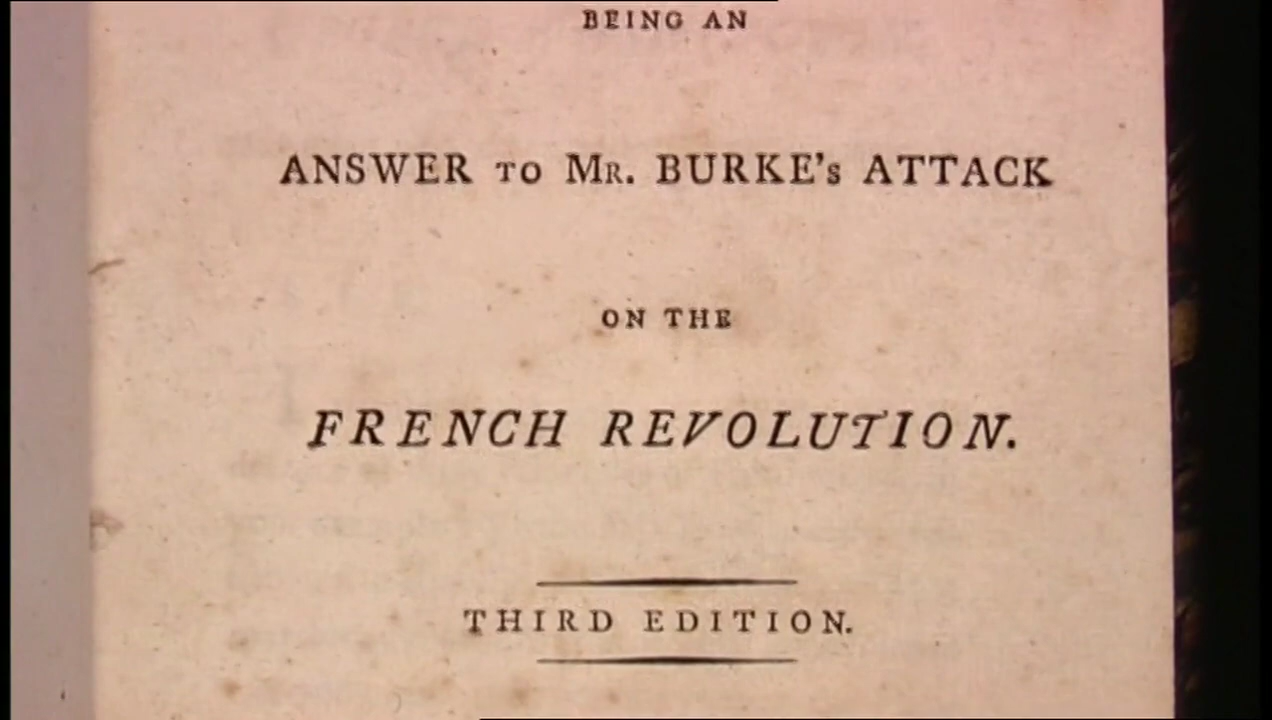 BEING AN
ANSWER TO MR. BURKE's ATTACK
ON THE
FRENCH REVOLUTION.
THIRD EDITION.